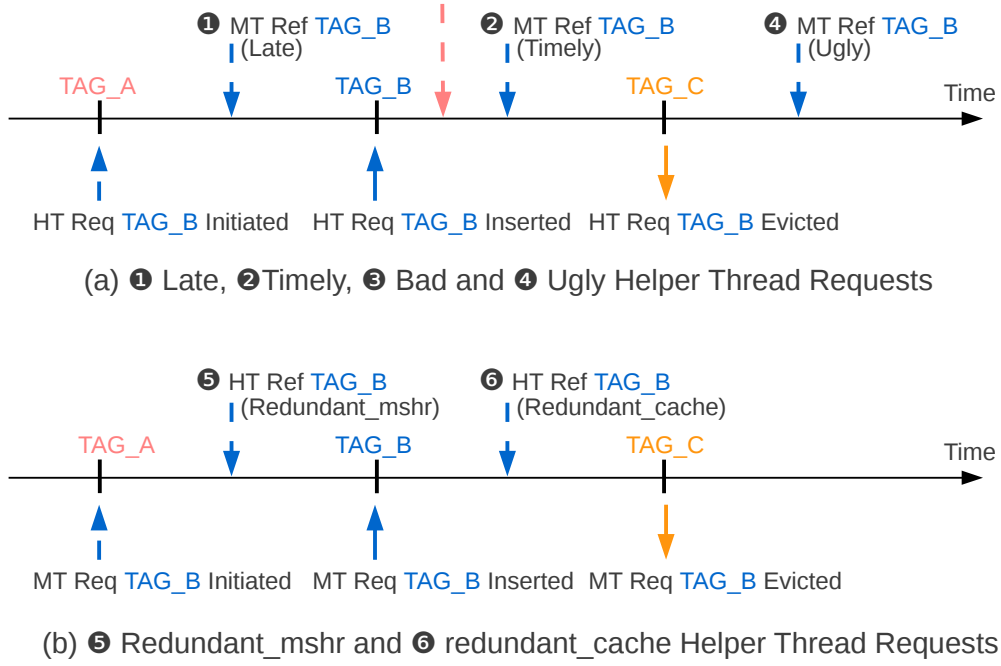 ❶ MT Ref TAG_B
(Late)
❷ MT Ref TAG_B
(Timely)
❹ MT Ref TAG_B
(Ugly)
TAG_A
TAG_B
TAG_C
Time
HT Req TAG_B Initiated
HT Req TAG_B Inserted
HT Req TAG_B Evicted
(a) ❶ Late, ❷Timely, ❸ Bad and ❹ Ugly Helper Thread Requests
❺ HT Ref TAG_B
(Redundant_mshr)
❻ HT Ref TAG_B
(Redundant_cache)
TAG_A
TAG_B
TAG_C
Time
MT Req TAG_B Initiated
MT Req TAG_B Inserted
MT Req TAG_B Evicted
(b) ❺ Redundant_mshr and ❻ redundant_cache Helper Thread Requests